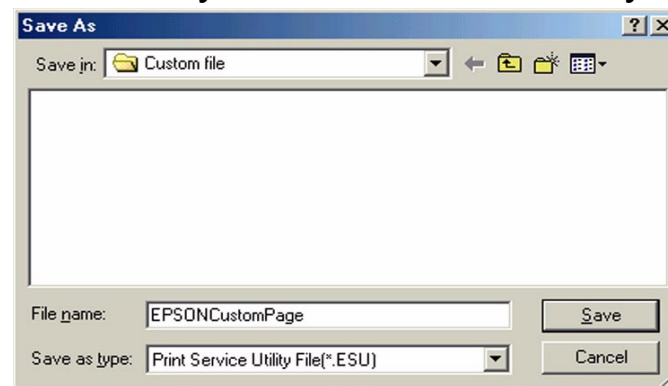 Save As
Save in: Custom file
File name: EPSONCustomPage Save
Save as type: Print Service Utility File(*.ESU) Cancel